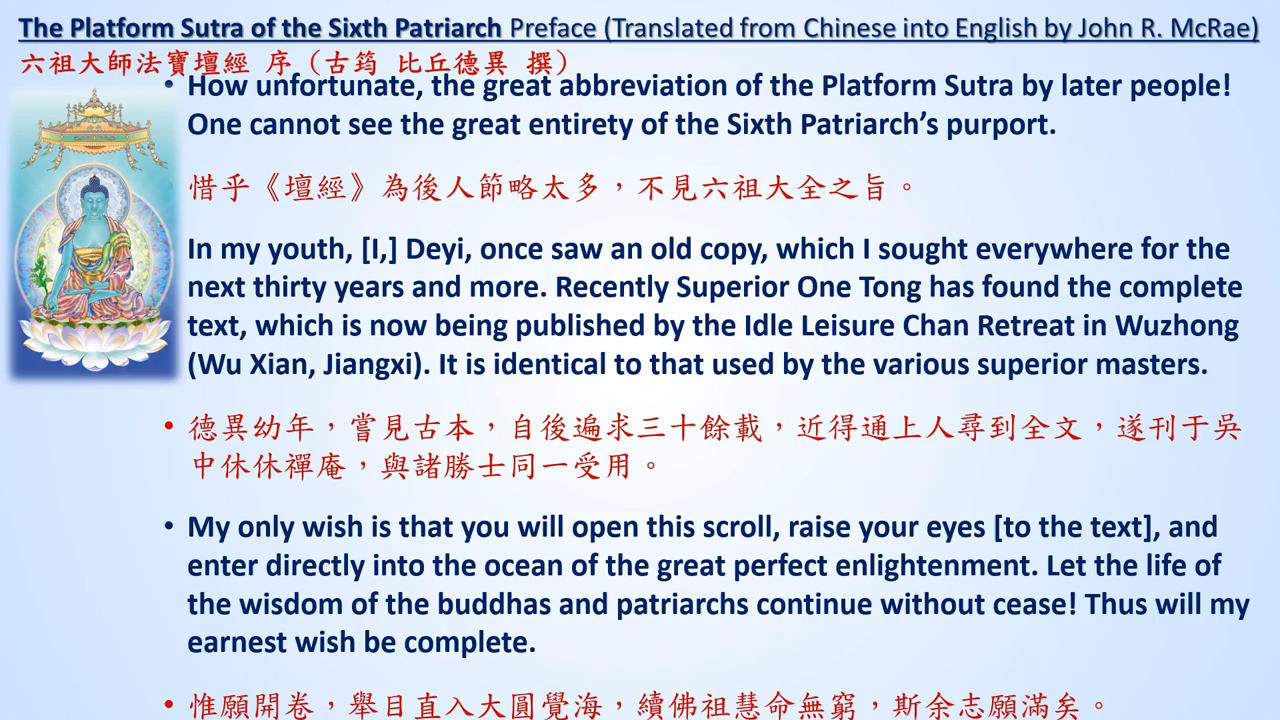 The Platform Sutra of the Sixth Patriarch Preface (Translated from Chinese into English by John R. McRae)
六祖大師法寶壇經 序 (古筠 比丘德異 撰)
• How unfortunate, the great abbreviation of the Platform Sutra by later people!
One cannot see the great entirety of the Sixth Patriarch’s purport.
惜乎《壇經》為後人節略太多，不見六祖大全之旨。
In my youth, [I,] Deyi, once saw an old copy, which I sought everywhere for the
next thirty years and more. Recently Superior One Tong has found the complete
text, which is now being published by the Idle Leisure Chan Retreat in Wuzhong
(Wu Xian, Jiangxi). It is identical to that used by the various superior masters.
• 德異幼年，嘗見古本，自後遍求三十餘載，近得通上人尋到全文，遂刊于吳
中休休禪庵，與諸勝士同一受用。
• My only wish is that you will open this scroll, raise your eyes [to the text], and
enter directly into the ocean of the great perfect enlightenment. Let the life of
the wisdom of the buddhas and patriarchs continue without cease! Thus will my
earnest wish be complete.
• 惟願開卷，舉目直入大圓覺海，續佛祖慧命無窮，斯余志願滿矣。